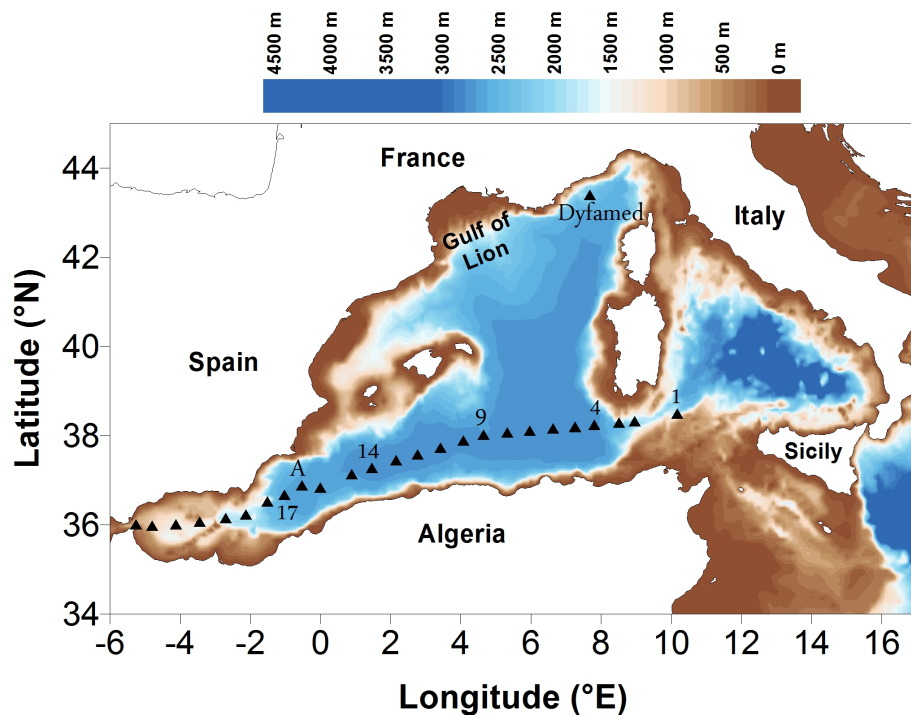 4500 m
4000 m
3500 m
3000 m
2500 m
2000 m
1500 m
1000 m
500 m
0 m
France
44
Dyfamed
Italy
Gulf of
Lion
42
Latitude (°N)
40
Spain
9
4
1
38
14
Sicily
A
17
36
Algeria
34
-6
-4
-2
0
2
4
6
8
10
12
14
16
Longitude (°E)